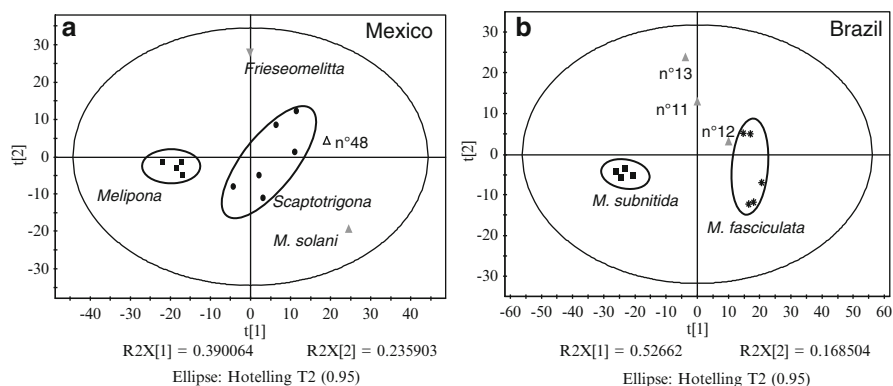 a
Mexico
30
20
10
0
-10
-20
-30
t[2]
Frieseomelitta
n°48
Melipona
Scaptotrigona
M. solani
-40 -30 -20 -10 0 10 20 30 40
t[1]
R2X[1] = 0.390064 R2X[2] = 0.235903
Ellipse: Hotelling T2 (0.95)
b
Brazil
30
20
10
0
-10
-20
-30
t[2]
n°13
n°11
n°12
M. subnitida
M. fasciculata
-60 -50 -40 -30 -20 -10 0 10 20 30 40 50 60
t[1]
R2X[1] = 0.52662 R2X[2] = 0.168504
Ellipse: Hotelling T2 (0.95)